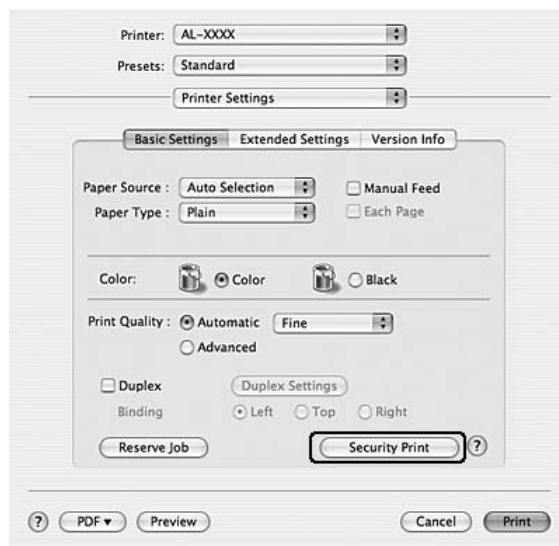 Printer: AL-XXXX
Presets: Standard
Printer Settings
Basic Settings Extended Settings Version Info
Paper Source : Auto Selection Manual Feed
Paper Type : Plain Each Page
Color: Color Black
Print Quality : Automatic Fine
Advanced
Duplex Duplex Settings
Binding Left Top Right
Reserve Job Security Print ?
? PDF ▾ Preview Cancel Print